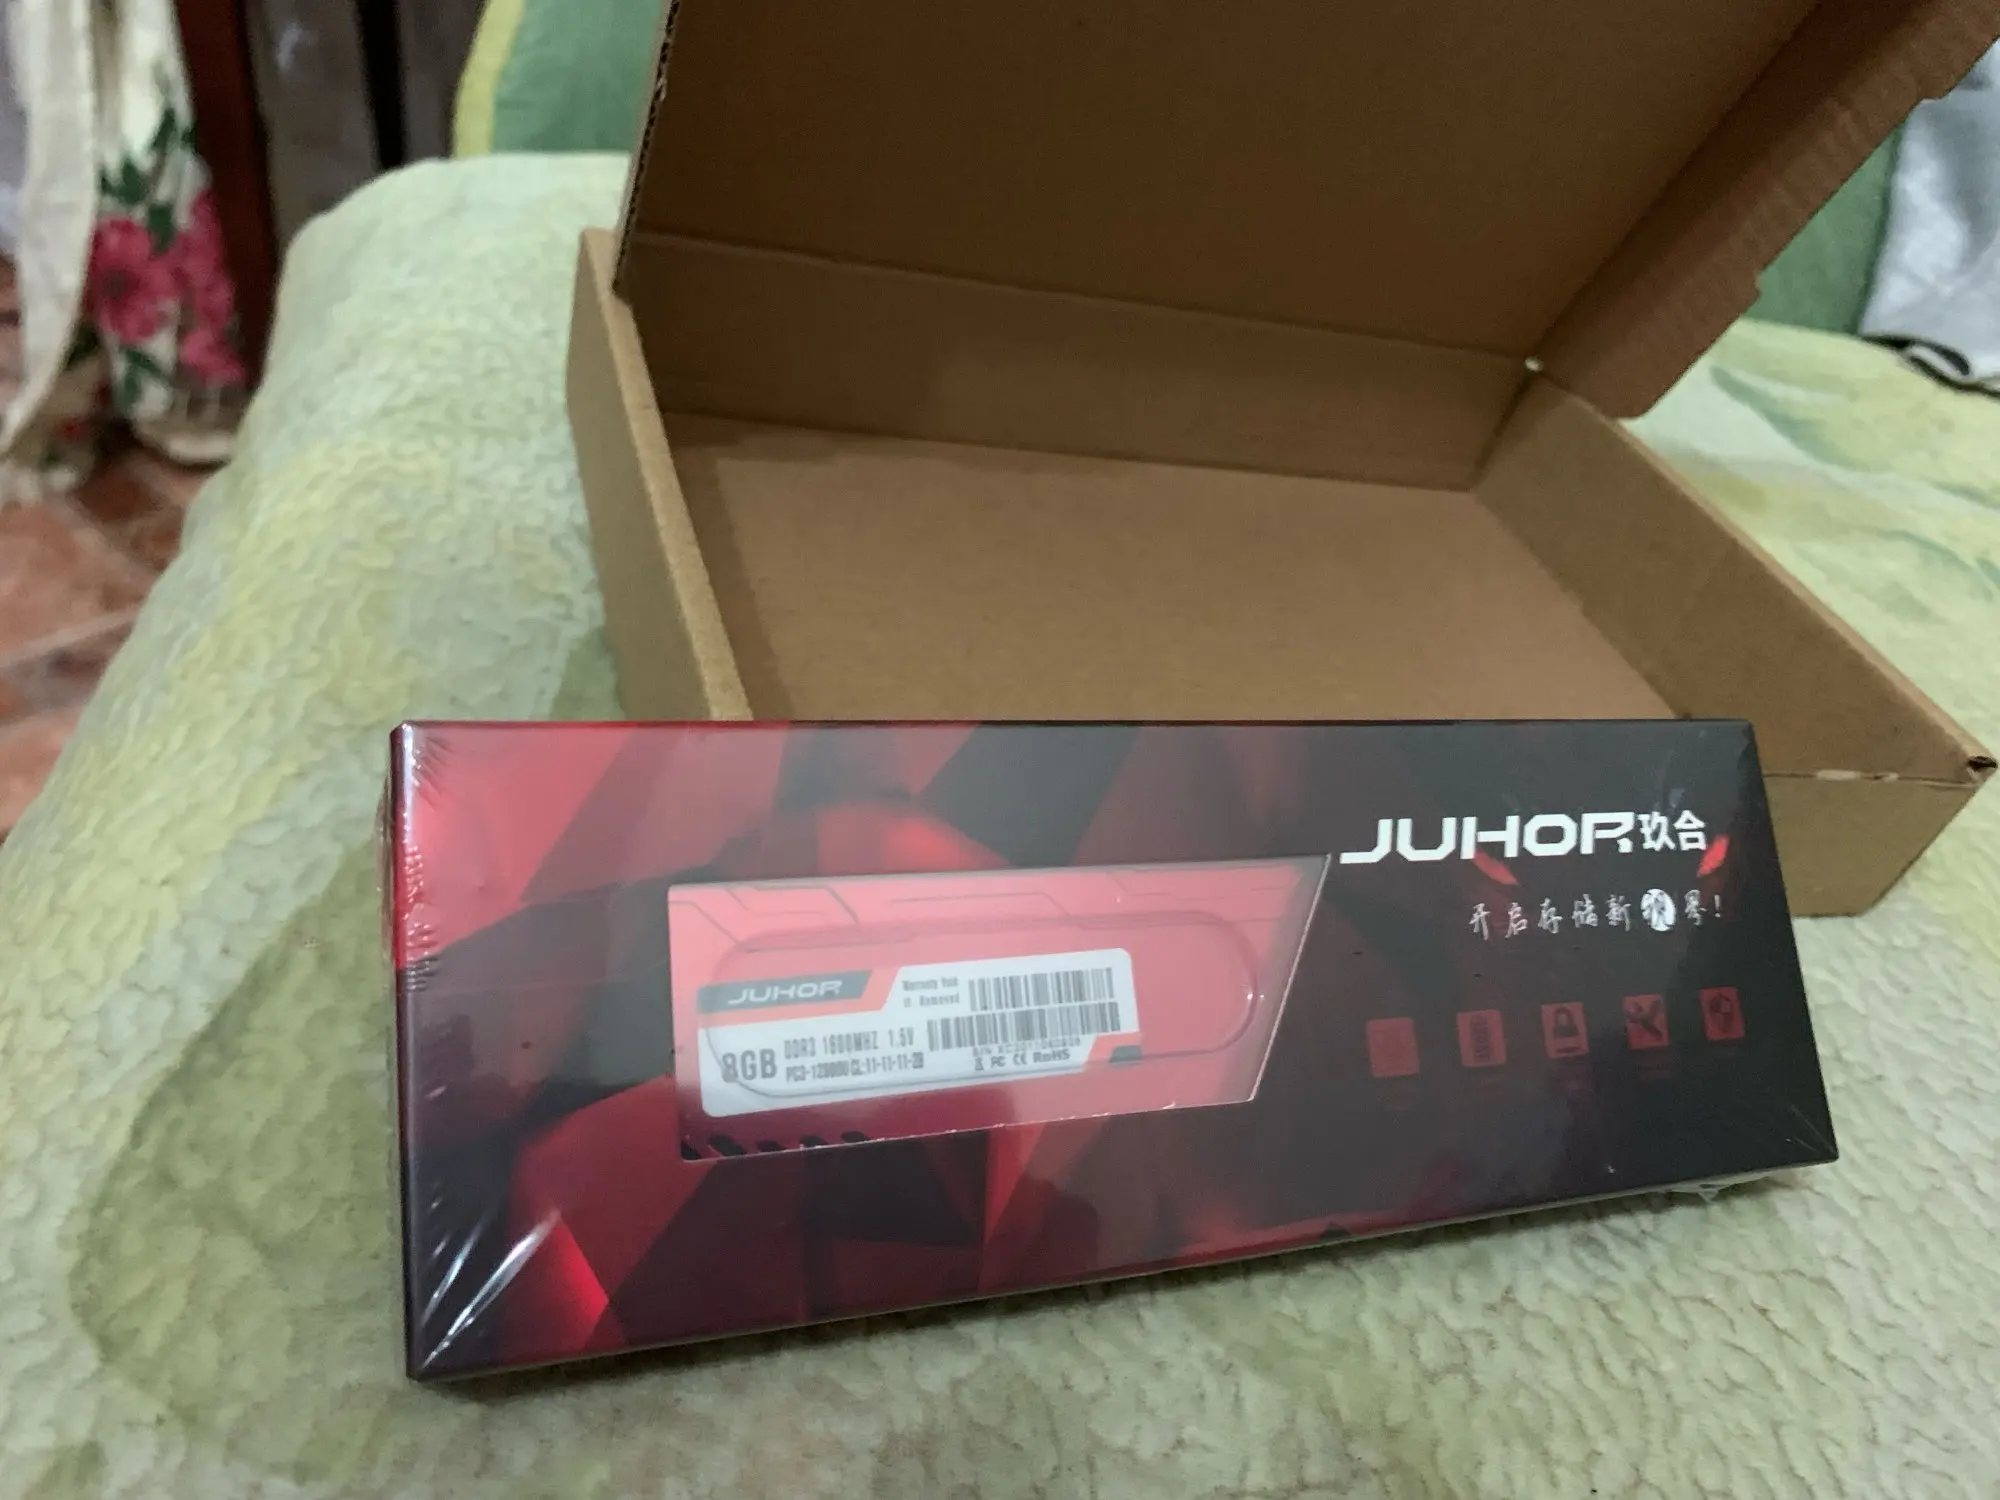 JUHOR玖合
开启存储新
JUHOR
Warranty Void
If Removed
8GB
DDR3 1600MHZ 1.5V
PC3-12800U CL:11-11-11-28
PC CE RoHS